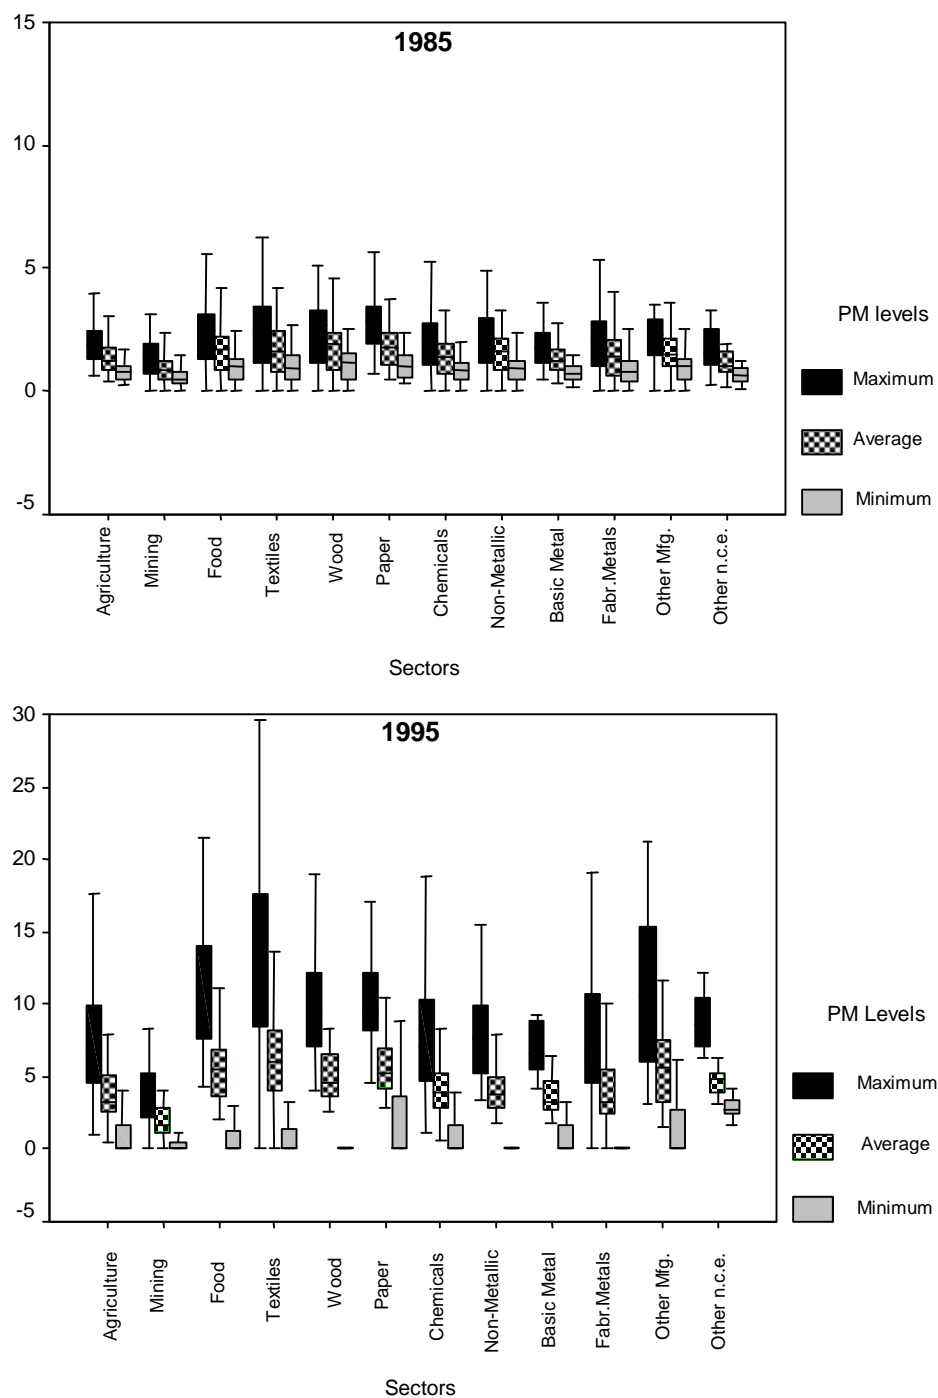 1985
15
10
5
0
-5
PM levels
Maximum
Average
Minimum
Agriculture
Mining
Food
Textiles
Wood
Paper
Chemicals
Non-Metallic
Basic Metal
Fabr.Metals
Other Mfg.
Other n.c.e.
Sectors
1995
30
25
20
15
10
5
0
-5
PM Levels
Maximum
Average
Minimum
Agriculture
Mining
Food
Textiles
Wood
Paper
Chemicals
Non-Metallic
Basic Metal
Fabr.Metals
Other Mfg.
Other n.c.e.
Sectors